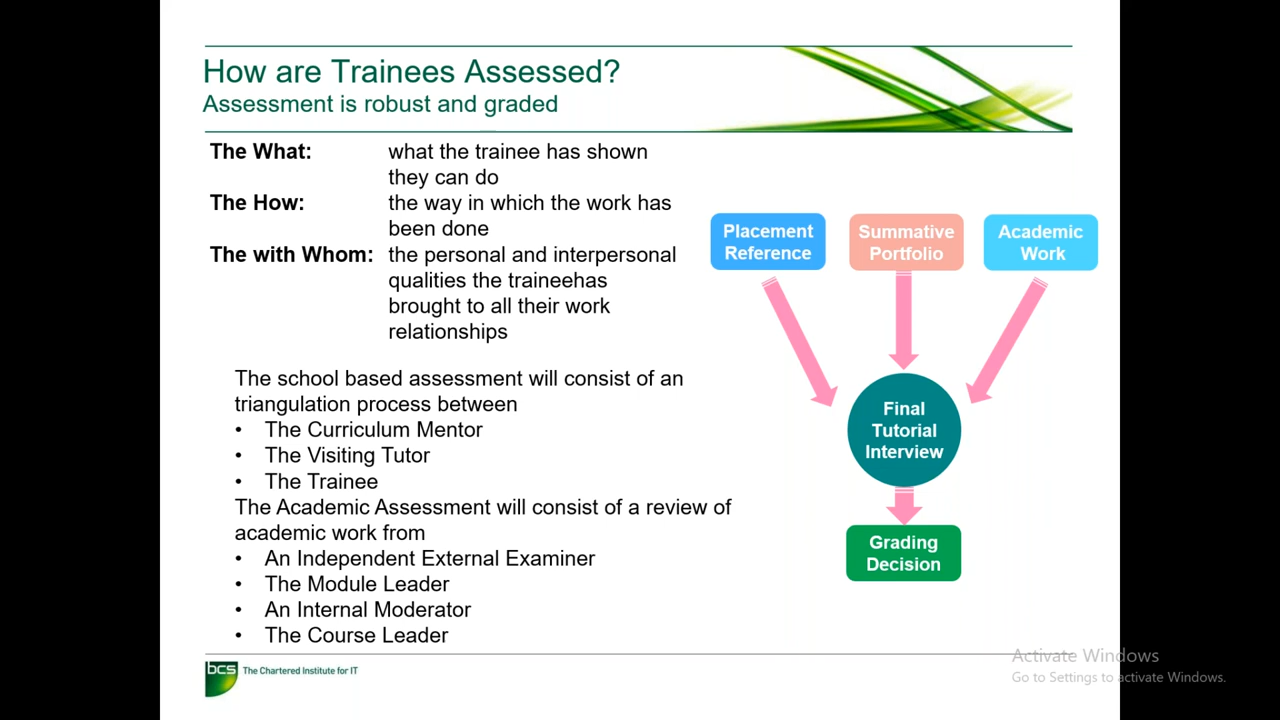 How are Trainees Assessed?
Assessment is robust and graded
The What: what the trainee has shown
they can do
The How: the way in which the work has
been done
The with Whom: the personal and interpersonal
qualities the traineehas
brought to all their work
relationships
The school based assessment will consist of an
triangulation process between
• The Curriculum Mentor
• The Visiting Tutor
• The Trainee
The Academic Assessment will consist of a review of
academic work from
• An Independent External Examiner
• The Module Leader
• An Internal Moderator
• The Course Leader
Placement
Reference
Summative
Portfolio
Academic
Work
Final
Tutorial
Interview
Grading
Decision
bcs The Chartered Institute for IT
Activate Windows
Go to Settings to activate Windows.